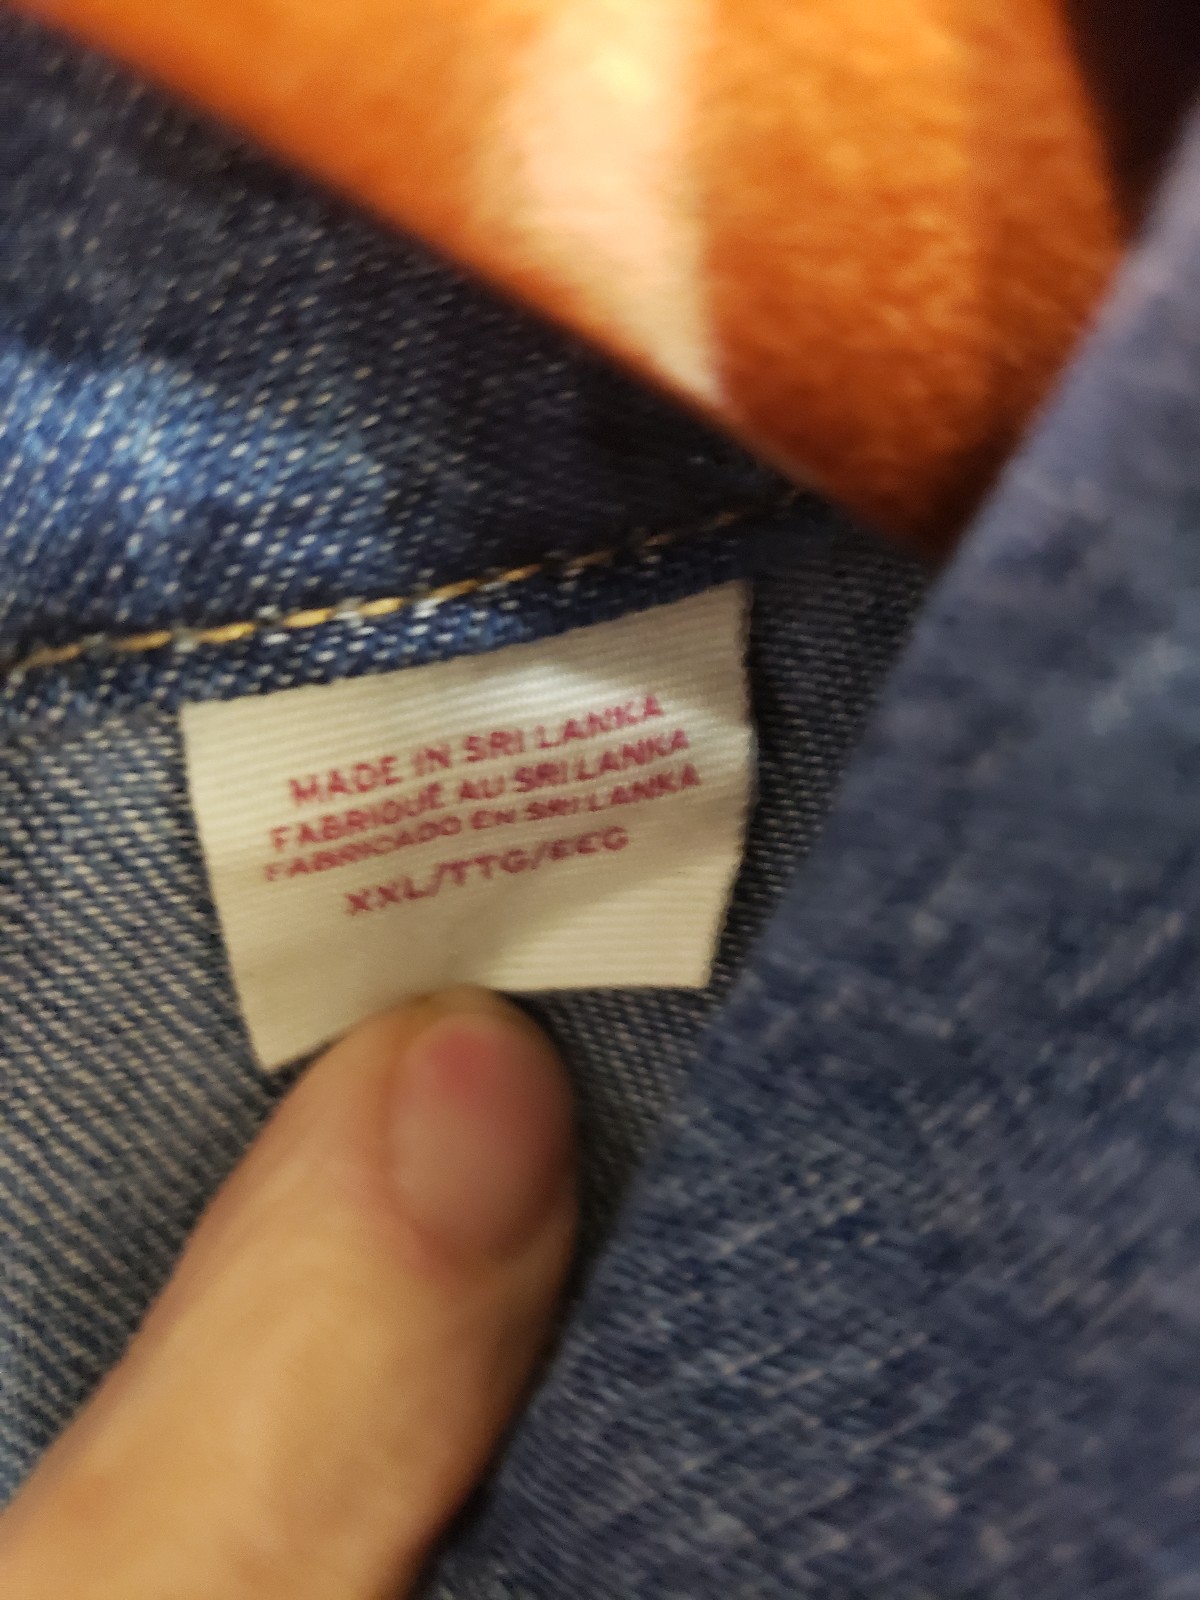 MADE IN SRI LANKA
FABRIQUÉ AU SRI LANKA
FABRICADO EN SRI LANKA
XXL/TTG/EEG